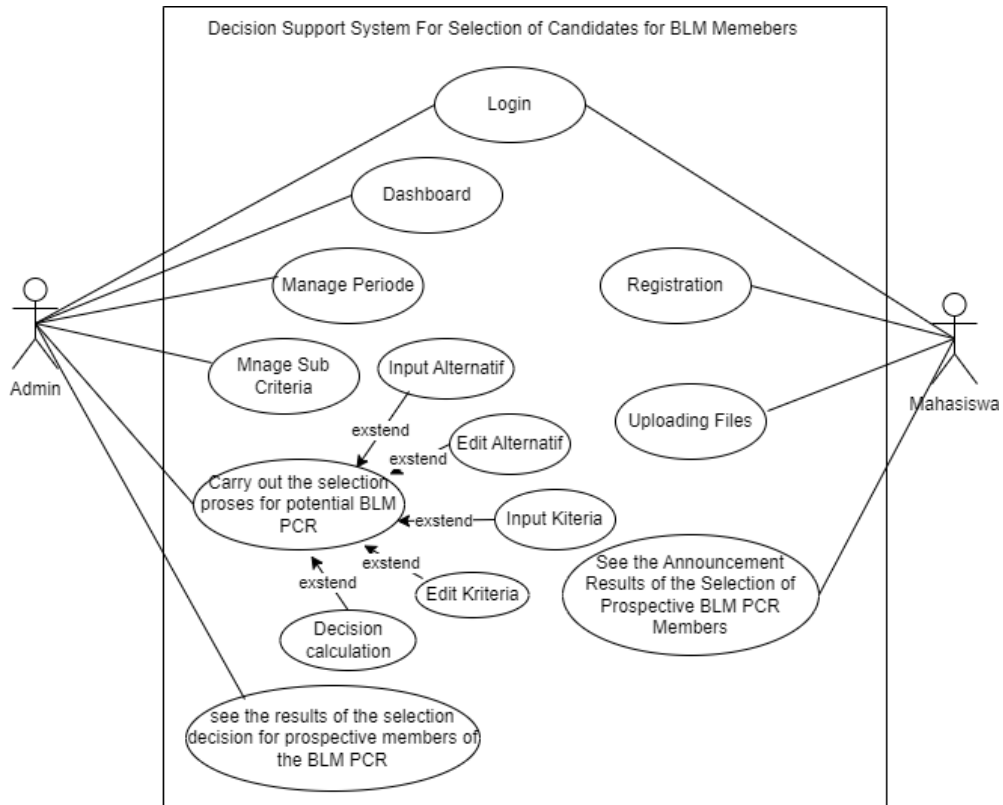 Decision Support System For Selection of Candidates for BLM Memebers
Login
Dashboard
Manage Periode
Registration
Admin
Mnage Sub
Criteria
Input Alternatif
Mahasiswa
Uploading Files
exstend
Edit Alternatif
exstend
Carry out the selection
proses for potential BLM
PCR
exstend
Input Kiteria
exstend
Edit Kriteria
exstend
See the Announcement
Results of the Selection of
Prospective BLM PCR
Members
Decision
calculation
see the results of the selection
decision for prospective members of
the BLM PCR